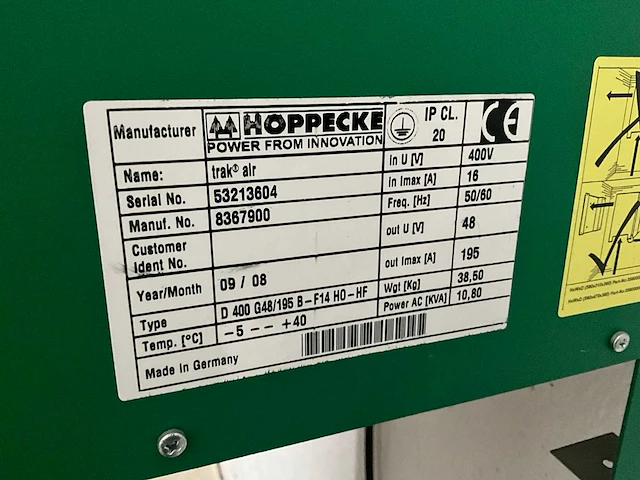 Manufacturer HOPPECKE IP CL. 20 CE
POWER FROM INNOVATION
Name: trak® air in U [V] 400V
Serial No. 53213604 in Imax [A] 16
Manuf. No. 8367900 Freq. [Hz] 50/60
Customer Ident No. out U [V] 48
Year/Month 09 / 08 out Imax [A] 195
Type D 400 G48/195 B-F14 HO-HF Wgt [Kg] 38,50
Temp. [°C] -5 -- +40 Power AC [KVA] 10,80
Made in Germany